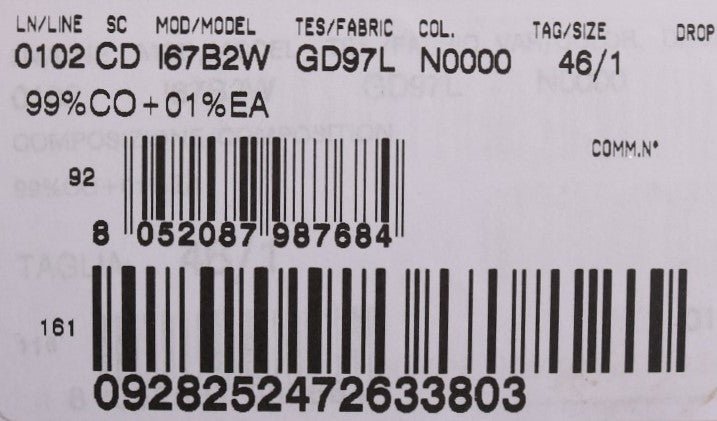 LN/LINE SC MOD/MODEL TES/FABRIC COL. TAG/SIZE DROP
0102 CD I67B2W GD97L N0000 46/1
99%CO+01%EA
COMM.N°
92
8 052087 987684
161
0928252472633803